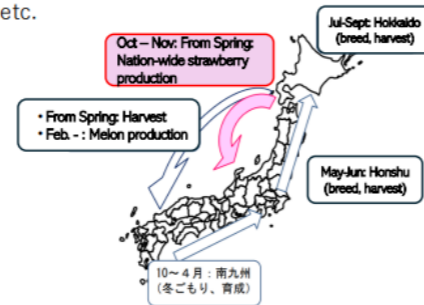 etc.
Jul-Sept: Hokkaido
(breed, harvest)
Oct – Nov: From Spring:
Nation-wide strawberry
production
・From Spring: Harvest
・Feb. - : Melon production
May-Jun: Honshu
(breed, harvest)
10～４月：南九州
（冬ごもり、育成）